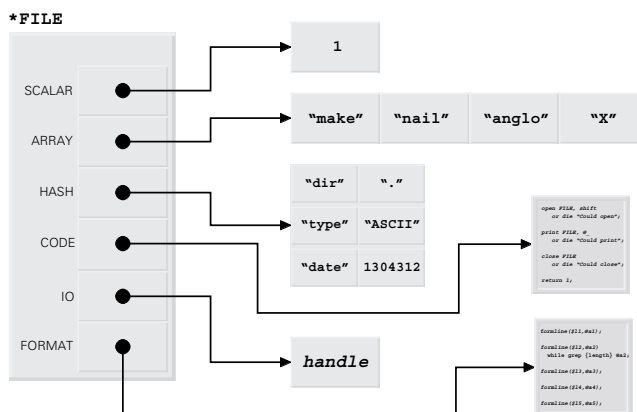 *FILE
SCALAR
1
ARRAY
"make" "nail" "anglo" "X"
HASH
"dir" "."
"type" "ASCII"
"date" 1304312
CODE
open FILE, shift
or die "Could open";
print FILE, @_
or die "Could print";
close FILE
or die "Could close";
return 1;
IO
handle
FORMAT
formline($l1,@a1);
formline($l2,@a2)
while grep {length} @a2;
formline($l3,@a3);
formline($l4,@a4);
formline($l5,@a5);